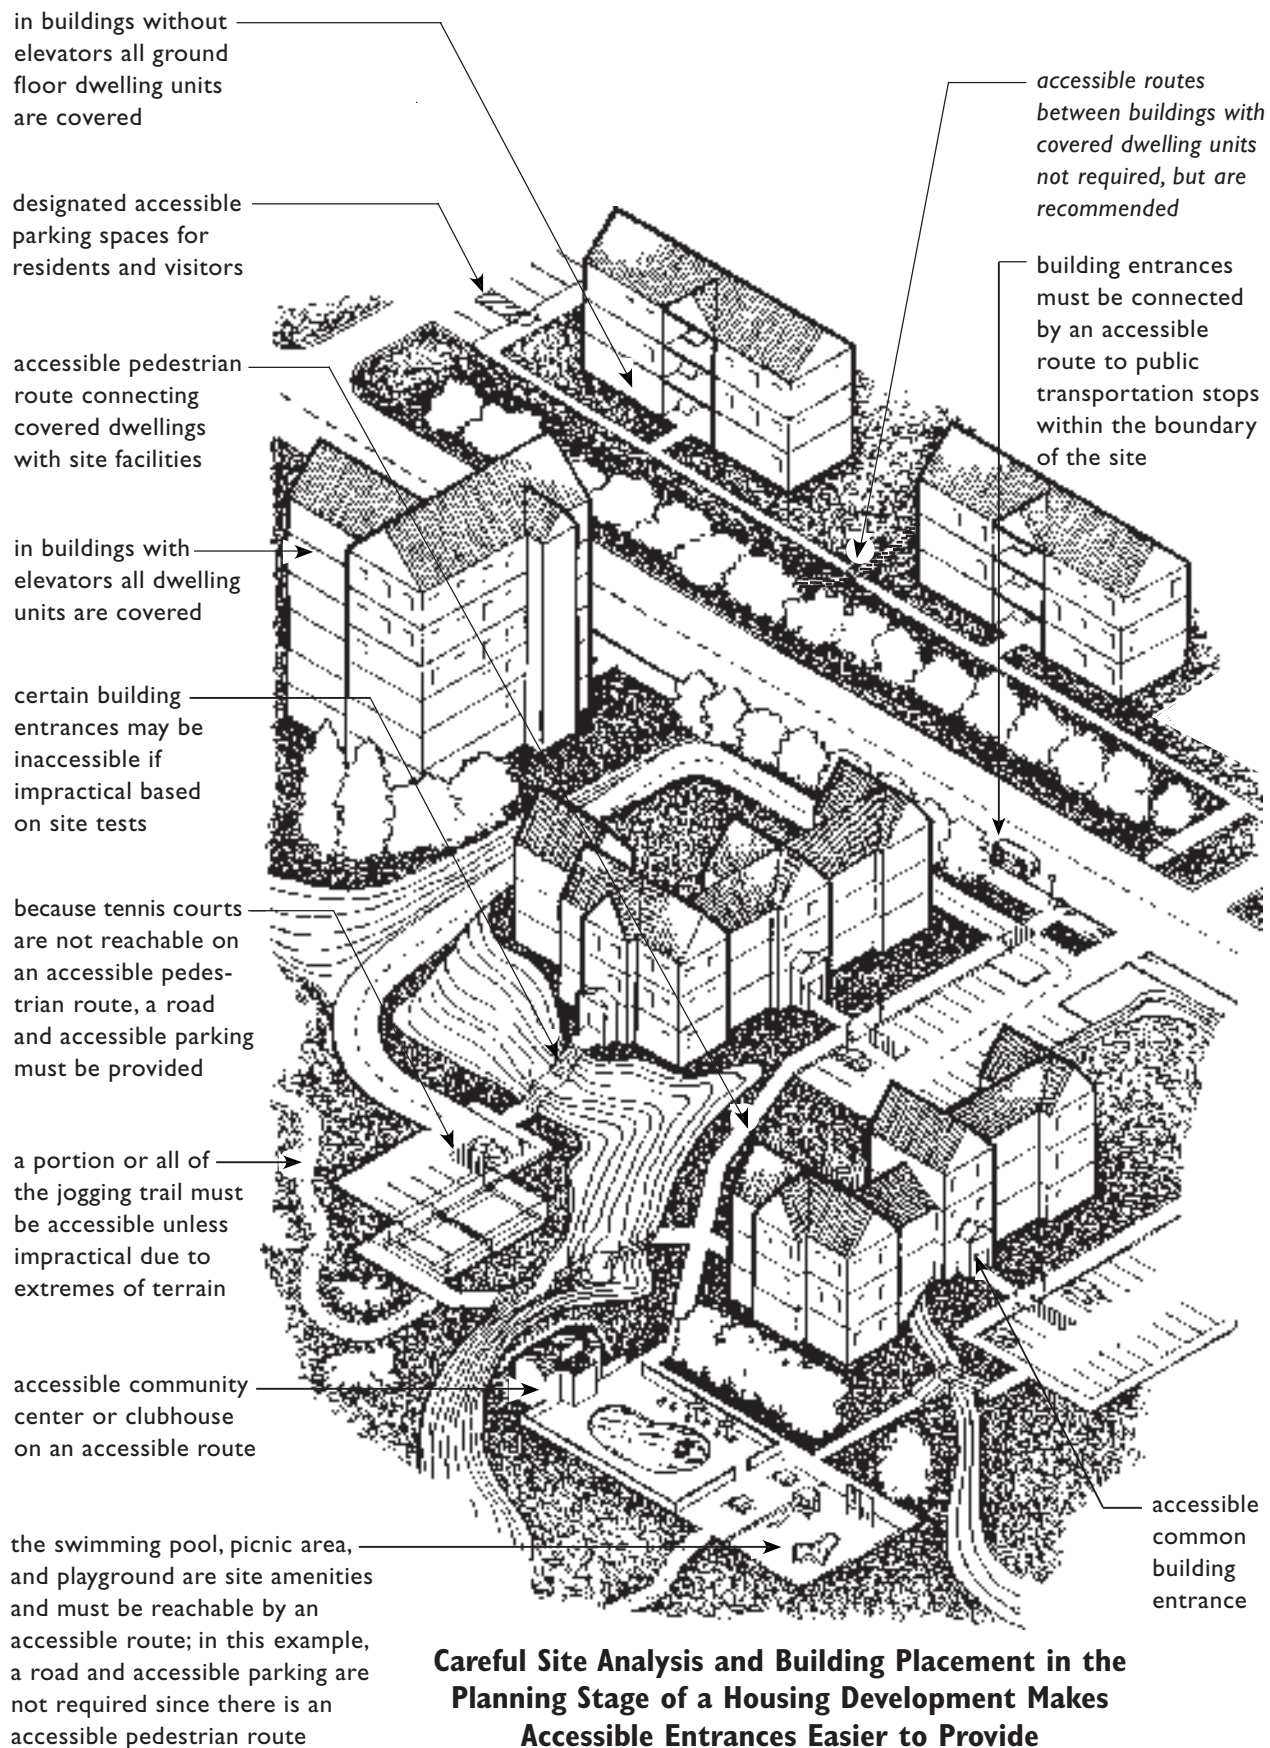 in buildings without
elevators all ground
floor dwelling units
are covered
designated accessible
parking spaces for
residents and visitors
accessible pedestrian
route connecting
covered dwellings
with site facilities
in buildings with
elevators all dwelling
units are covered
certain building
entrances may be
inaccessible if
impractical based
on site tests
because tennis courts
are not reachable on
an accessible pedes-
trian route, a road
and accessible parking
must be provided
a portion or all of
the jogging trail must
be accessible unless
impractical due to
extremes of terrain
accessible community
center or clubhouse
on an accessible route
the swimming pool, picnic area,
and playground are site amenities
and must be reachable by an
accessible route; in this example,
a road and accessible parking are
not required since there is an
accessible pedestrian route
accessible routes
between buildings with
covered dwelling units
not required, but are
recommended
building entrances
must be connected
by an accessible
route to public
transportation stops
within the boundary
of the site
accessible
common
building
entrance
Careful Site Analysis and Building Placement in the
Planning Stage of a Housing Development Makes
Accessible Entrances Easier to Provide